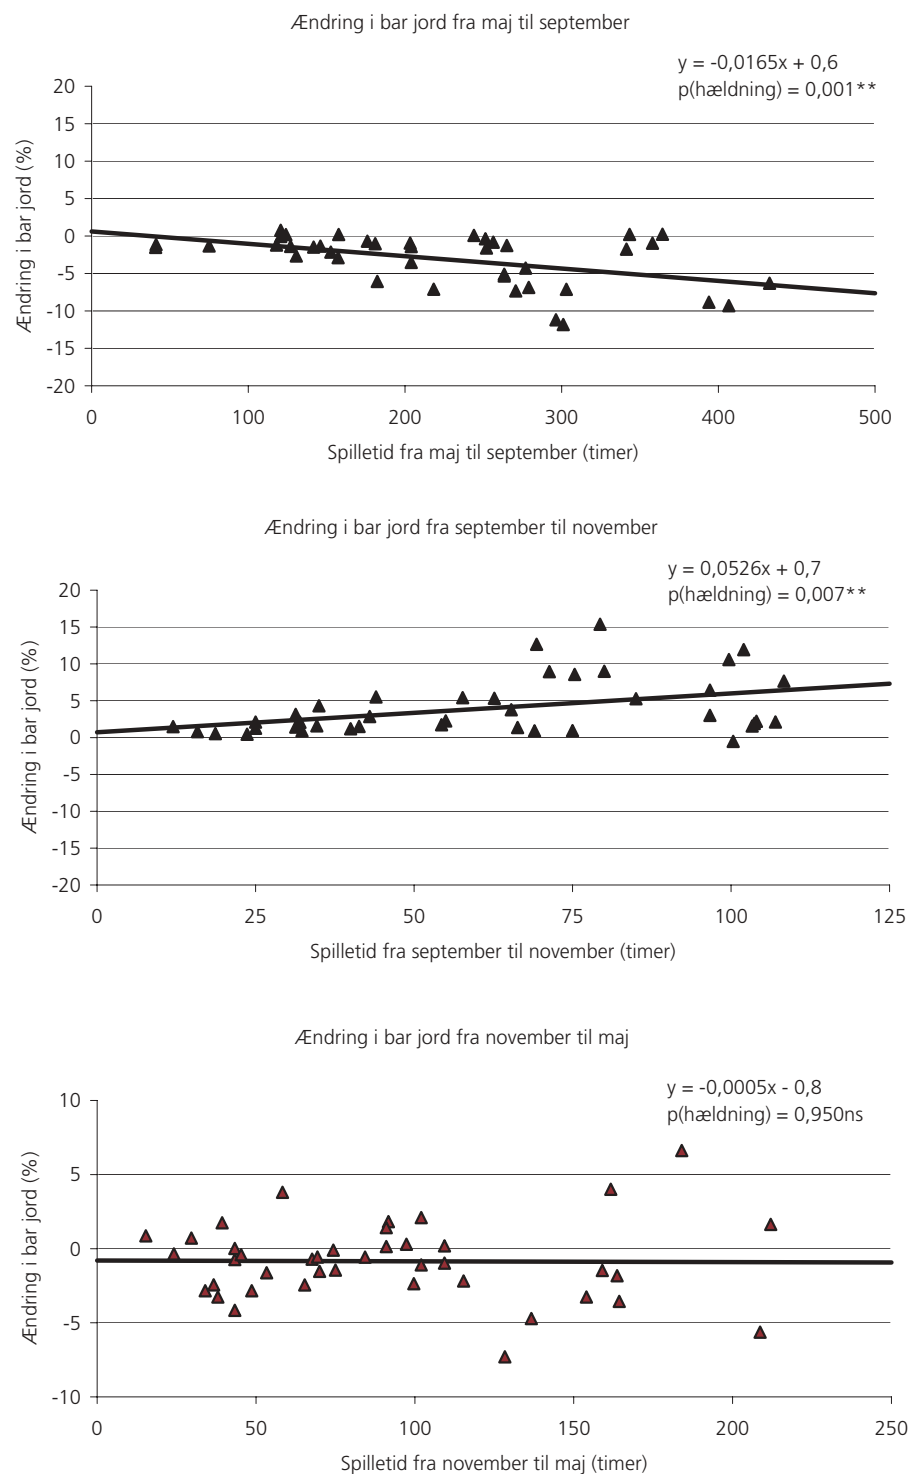 Ændring i bar jord fra maj til september
y = -0,0165x + 0,6
p(hældning) = 0,001**
Ændring i bar jord (%)
20
15
10
5
0
-5
-10
-15
-20
0 100 200 300 400 500
Spilletid fra maj til september (timer)
Ændring i bar jord fra september til november
y = 0,0526x + 0,7
p(hældning) = 0,007**
Ændring i bar jord (%)
20
15
10
5
0
-5
-10
-15
-20
0 25 50 75 100 125
Spilletid fra september til november (timer)
Ændring i bar jord fra november til maj
y = -0,0005x - 0,8
p(hældning) = 0,950ns
Ændring i bar jord (%)
10
5
0
-5
-10
0 50 100 150 200 250
Spilletid fra november til maj (timer)